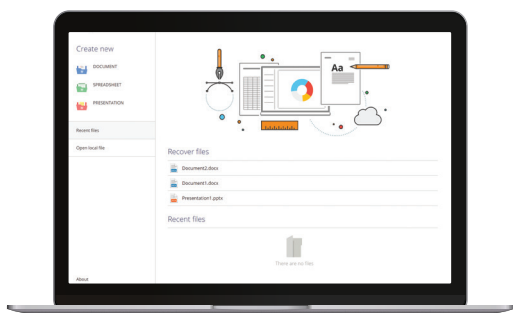 Create new
DOCUMENT
SPREADSHEET
PRESENTATION
Recent files
Open local file
About
Aa
Recover files
Document2.docx
Document1.docx
Presentation1.pptx
Recent files
There are no files